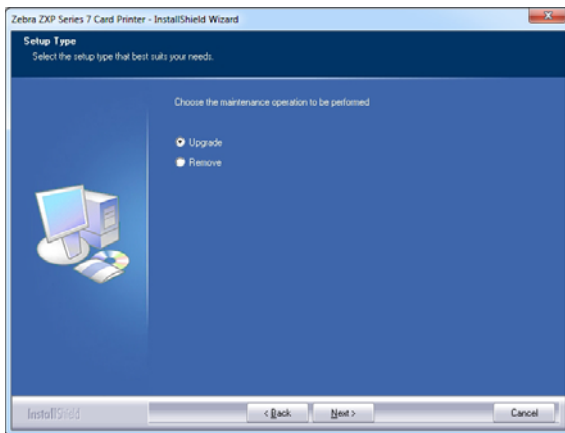 Zebra ZXP Series 7 Card Printer - InstallShield Wizard
Setup Type
Select the setup type that best suits your needs.
Choose the maintenance operation to be performed
Upgrade
Remove
InstallShield
< Back
Next >
Cancel